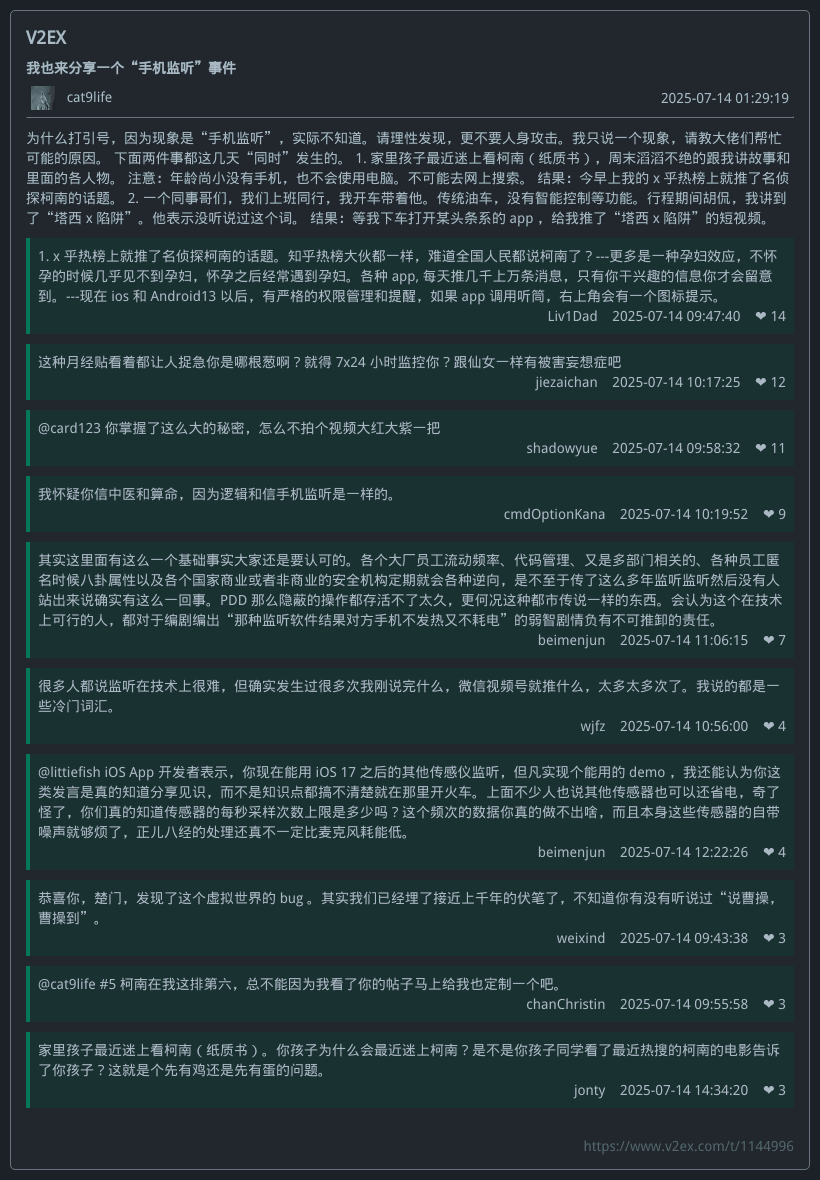 V2EX
我也来分享一个“手机监听”事件
cat9life 2025-07-14 01:29:19
为什么打引号，因为现象是“手机监听”，实际不知道。请理性发现，更不要人身攻击。我只说一个现象，请教大佬们帮忙
可能的原因。 下面两件事都这几天“同时”发生的。 1. 家里孩子最近迷上看柯南（纸质书），周末滔滔不绝的跟我讲故事和
里面的各人物。 注意：年龄尚小没有手机，也不会使用电脑。不可能去网上搜索。 结果：今早上我的 x 乎热榜上就推了名侦
探柯南的话题。 2. 一个同事哥们，我们上班同行，我开车带着他。传统油车，没有智能控制等功能。行程期间胡侃，我讲到
了“塔西 x 陷阱”。他表示没听说过这个词。 结果：等我下车打开某头条系的 app ，给我推了“塔西 x 陷阱”的短视频。
1. x 乎热榜上就推了名侦探柯南的话题。知乎热榜大伙都一样，难道全国人民都说柯南了？---更多是一种孕妇效应，不怀
孕的时候几乎见不到孕妇，怀孕之后经常遇到孕妇。各种 app, 每天推几千上万条消息，只有你干兴趣的信息你才会留意
到。---现在 ios 和 Android13 以后，有严格的权限管理和提醒，如果 app 调用听筒，右上角会有一个图标提示。
Liv1Dad 2025-07-14 09:47:40 ❤ 14
这种月经贴看着都让人捉急你是哪根葱啊？就得 7x24 小时监控你？跟仙女一样有被害妄想症吧
jiezaichan 2025-07-14 10:17:25 ❤ 12
@card123 你掌握了这么大的秘密，怎么不拍个视频大红大紫一把
shadowyue 2025-07-14 09:58:32 ❤ 11
我怀疑你信中医和算命，因为逻辑和信手机监听是一样的。
cmdOptionKana 2025-07-14 10:19:52 ❤ 9
其实这里面有这么一个基础事实大家还是要认可的。各个大厂员工流动频率、代码管理、又是多部门相关的、各种员工匿
名时候八卦属性以及各个国家商业或者非商业的安全机构定期就会各种逆向，是不至于传了这么多年监听监听然后没有人
站出来说确实有这么一回事。PDD 那么隐蔽的操作都存活不了太久，更何况这种都市传说一样的东西。会认为这个在技术
上可行的人，都对于编剧编出“那种监听软件结果对方手机不发热又不耗电”的弱智剧情负有不可推卸的责任。
beimenjun 2025-07-14 11:06:15 ❤ 7
很多人都说监听在技术上很难，但确实发生过很多次我刚说完什么，微信视频号就推什么，太多太多次了。我说的都是一
些冷门词汇。
wjfz 2025-07-14 10:56:00 ❤ 4
@littiefish iOS App 开发者表示，你现在能用 iOS 17 之后的其他传感仪监听，但凡实现个能用的 demo ，我还能认为你这
类发言是真的知道分享见识，而不是知识点都搞不清楚就在那里开火车。上面不少人也说其他传感器也可以还省电，奇了
怪了，你们真的知道传感器的每秒采样次数上限是多少吗？这个频次的数据你真的做不出啥，而且本身这些传感器的自带
噪声就够烦了，正儿八经的处理还真不一定比麦克风耗能低。
beimenjun 2025-07-14 12:22:26 ❤ 4
恭喜你，楚门，发现了这个虚拟世界的 bug 。其实我们已经埋了接近上千年的伏笔了，不知道你有没有听说过“说曹操，
曹操到”。
weixind 2025-07-14 09:43:38 ❤ 3
@cat9life #5 柯南在我这排第六，总不能因为我看了你的帖子马上给我也定制一个吧。
chanChristin 2025-07-14 09:55:58 ❤ 3
家里孩子最近迷上看柯南（纸质书）。你孩子为什么会最近迷上柯南？是不是你孩子同学看了最近热搜的柯南的电影告诉
了你孩子？这就是个先有鸡还是先有蛋的问题。
jonty 2025-07-14 14:34:20 ❤ 3
https://www.v2ex.com/t/1144996